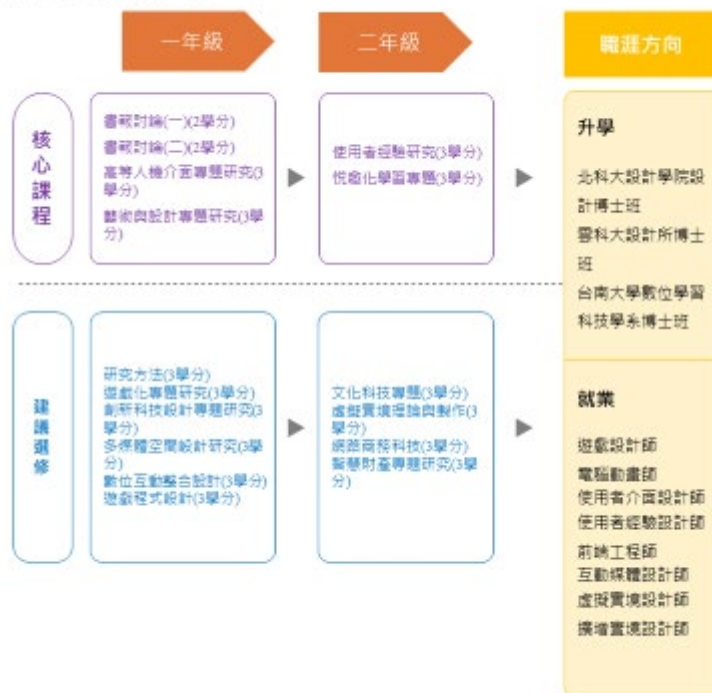 一年級
二年級
職涯方向
核心課程
書報討論(一)(2學分)
書報討論(二)(2學分)
高等人機介面專題研究(3
學分)
藝術與設計專題研究(3學
分)
使用者經驗研究(3學分)
悅趣化學習專題(3學分)
建議選修
研究方法(3學分)
遊戲化專題研究(3學分)
創新科技設計專題研究(3
學分)
多媒體空間設計研究(3學
分)
數位互動整合設計(3學分)
遊戲程式設計(3學分)
文化科技專題(3學分)
虛擬實境理論與製作(3
學分)
網路商務科技(3學分)
智慧財產專題研究(3學
分)
升學
北科大設計學院設
計博士班
雲科大設計所博士
班
台南大學數位學習
科技學系博士班
就業
遊戲設計師
電腦動畫師
使用者介面設計師
使用者經驗設計師
前端工程師
互動媒體設計師
虛擬實境設計師
擴增實境設計師